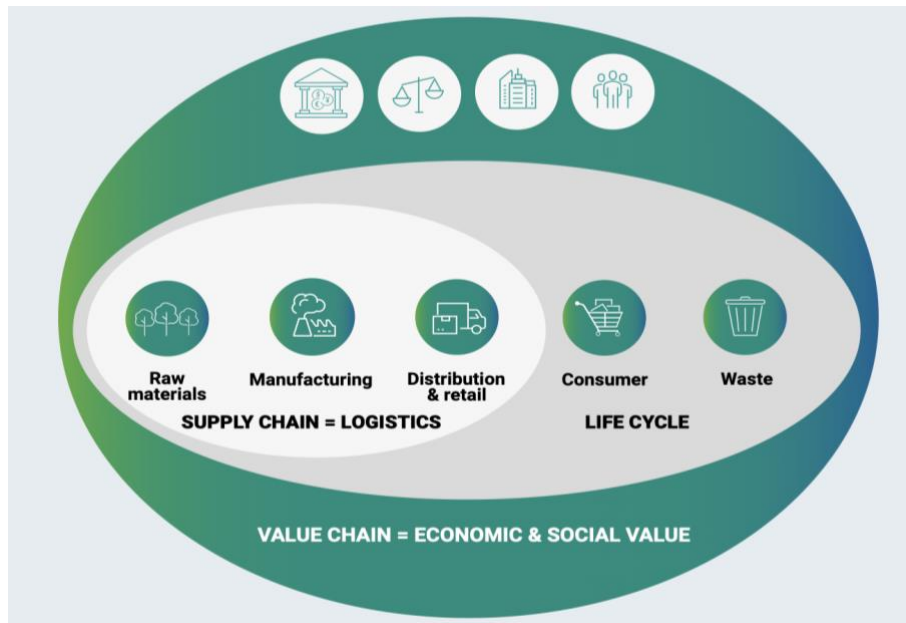 Raw
materials
Manufacturing
Distribution
& retail
Consumer
Waste
SUPPLY CHAIN = LOGISTICS
LIFE CYCLE
VALUE CHAIN = ECONOMIC & SOCIAL VALUE